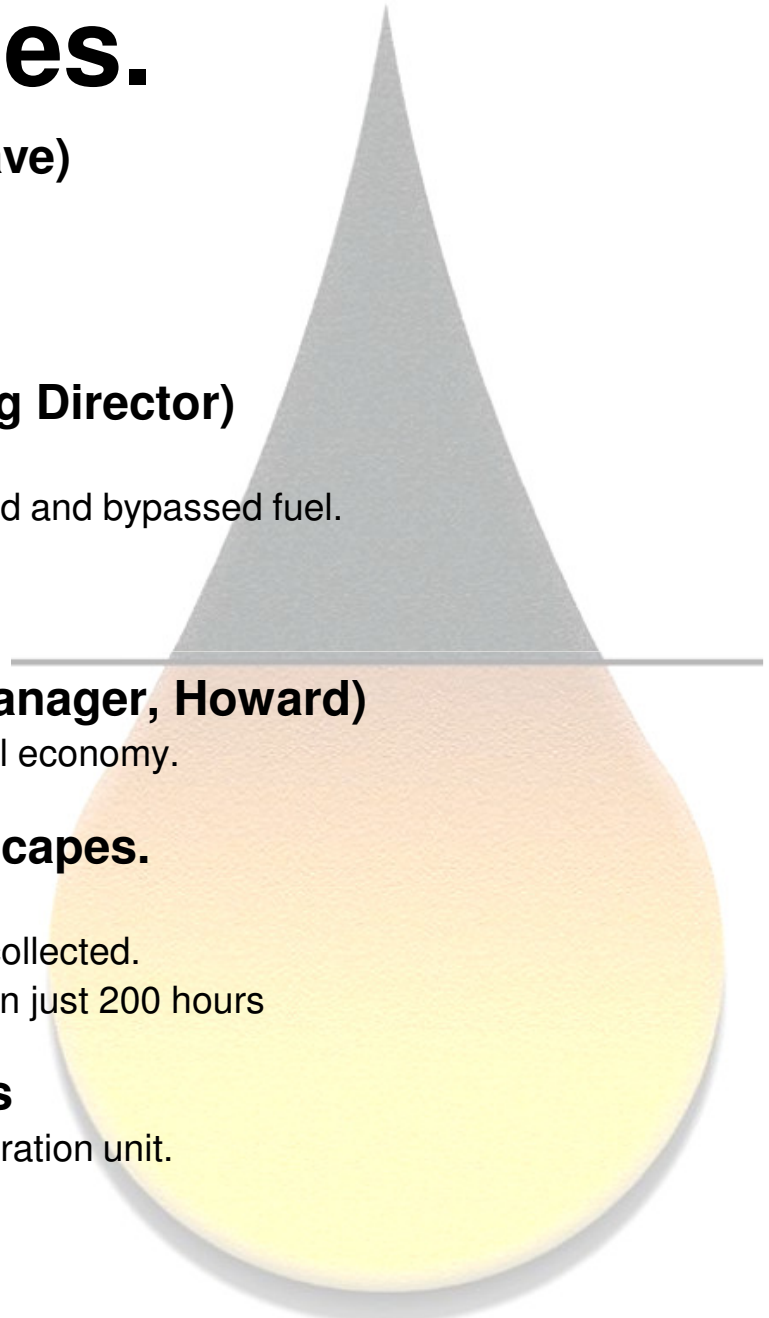 es.
ve)
g Director)
d and bypassed fuel.
anager, Howard)
l economy.
capes.
ollected.
n just 200 hours
s
ration unit.